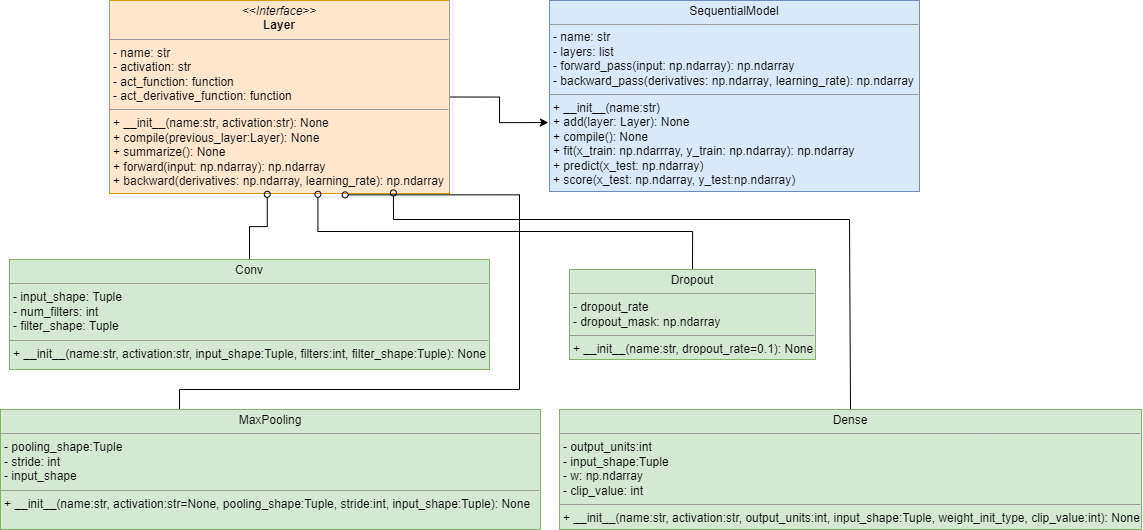 <<Interface>>
Layer
- name: str
- activation: str
- act_function: function
- act_derivative_function: function
+ __init__(name:str, activation:str): None
+ compile(previous_layer:Layer): None
+ summarize(): None
+ forward(input: np.ndarray): np.ndarray
+ backward(derivatives: np.ndarray, learning_rate): np.ndarray
SequentialModel
- name: str
- layers: list
- forward_pass(input: np.ndarray): np.ndarray
- backward_pass(derivatives: np.ndarray, learning_rate): np.ndarray
+ __init__(name:str)
+ add(layer: Layer): None
+ compile(): None
+ fit(x_train: np.ndarrray, y_train: np.ndarrray): np.ndarray
+ predict(x_test: np.ndarray)
+ score(x_test: np.ndarray, y_test:np.ndarray)
Conv
- input_shape: Tuple
- num_filters: int
- filter_shape: Tuple
+ __init__(name:str, activation:str, input_shape:Tuple, filters:int, filter_shape:Tuple): None
Dropout
- dropout_rate
- dropout_mask: np.ndarray
+ __init__(name:str, dropout_rate=0.1): None
MaxPooling
- pooling_shape:Tuple
- stride: int
- input_shape
+ __init__(name:str, activation:str=None, pooling_shape:Tuple, stride:int, input_shape:Tuple): None
Dense
- output_units:int
- input_shape:Tuple
- w: np.ndarray
- clip_value: int
+ __init__(name:str, activation:str, output_units:int, input_shape:Tuple, weight_init_type, clip_value:int): None